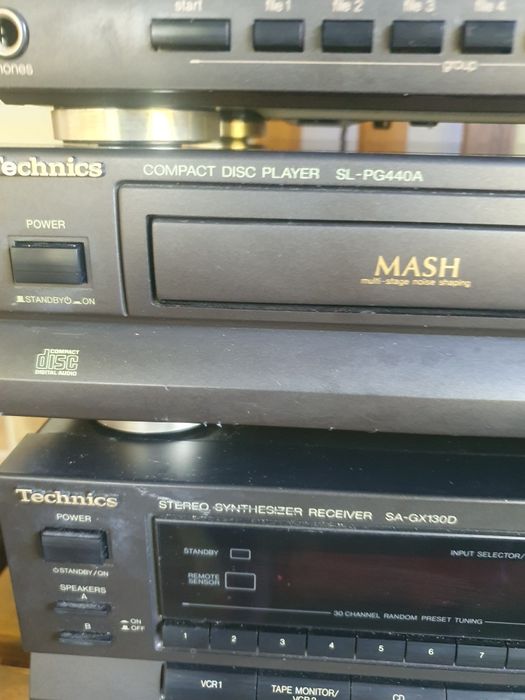 start file 1 file 2 file 3 file 4
group
Technics COMPACT DISC PLAYER SL-PG440A
POWER
MASH
multi-stage noise shaping
STANDBY ON
COMPACT
disc
DIGITAL AUDIO
Technics
STEREO SYNTHESIZER RECEIVER SA-GX130D
POWER
STANDBY
INPUT SELECTOR/
STANDBY/ON
REMOTE
SENSOR
SPEAKERS
A
30 CHANNEL RANDOM PRESET TUNING
ON
OFF
B
1 2 3 4 5 6 7
VCR1
TAPE MONITOR/
VCR2
CD